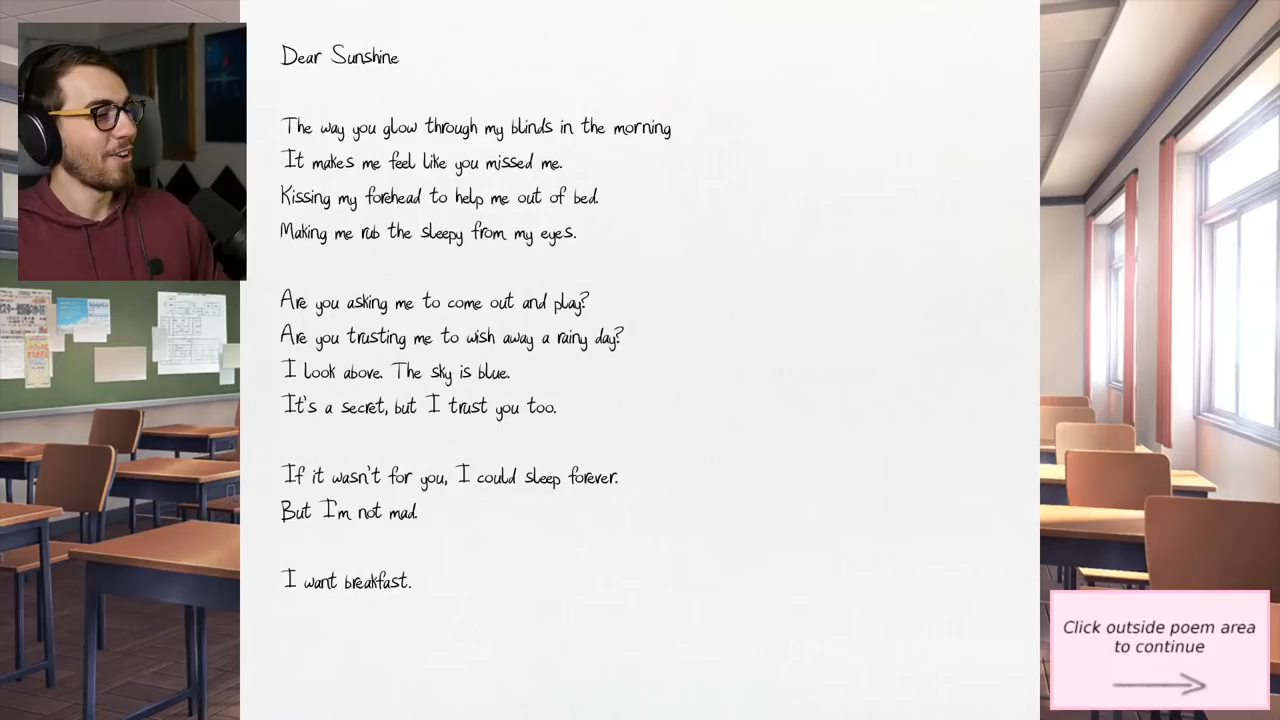 Dear Sunshine
The way you glow through my blinds in the morning
It makes me feel like you missed me.
Kissing my forehead to help me out of bed.
Making me rub the sleepy from my eyes.
Are you asking me to come out and play?
Are you trusting me to wish away a rainy day?
I look above. The sky is blue.
It's a secret, but I trust you too.
If it wasn't for you, I could sleep forever.
But I'm not mad.
I want breakfast.
Click outside poem area
to continue